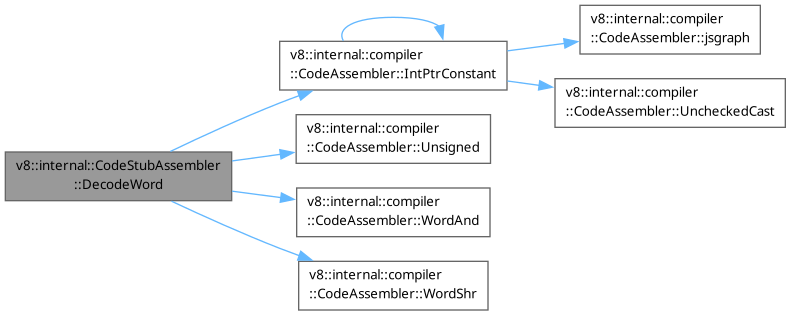 v8::internal::CodeStubAssembler
::DecodeWord
v8::internal::compiler
::CodeAssembler::IntPtrConstant
v8::internal::compiler
::CodeAssembler::Unsigned
v8::internal::compiler
::CodeAssembler::WordAnd
v8::internal::compiler
::CodeAssembler::WordShr
v8::internal::compiler
::CodeAssembler::jsgraph
v8::internal::compiler
::CodeAssembler::UncheckedCast